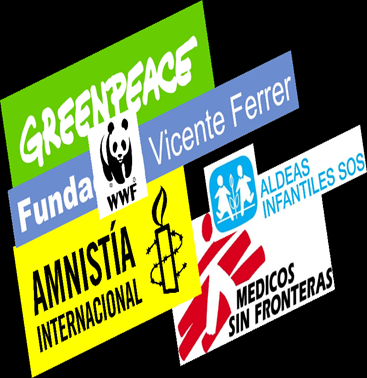 GREENPEACE
Funda Vicente Ferrer
WWF
ALDEAS
INFANTILES SOS
AMNISTÍA
INTERNACIONAL
MEDICOS
SIN FRONTERAS